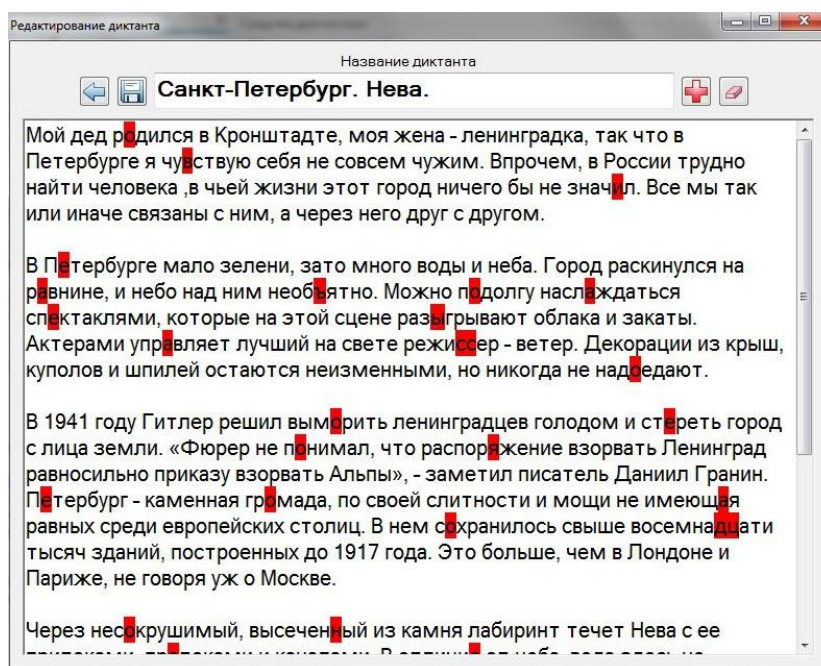 Редактирование диктанта
Название диктанта
Санкт-Петербург. Нева.
Мой дед родился в Кронштадте, моя жена - ленинградка, так что в
Петербурге я чувствую себя не совсем чужим. Впрочем, в России трудно
найти человека ,в чьей жизни этот город ничего бы не значил. Все мы так
или иначе связаны с ним, а через него друг с другом.
В Петербурге мало зелени, зато много воды и неба. Город раскинулся на
равнине, и небо над ним необъятно. Можно подолгу наслаждаться
спектаклями, которые на этой сцене разыгрывают облака и закаты.
Актерами управляет лучший на свете режиссер - ветер. Декорации из крыш,
куполов и шпилей остаются неизменными, но никогда не надоедают.
В 1941 году Гитлер решил выморить ленинградцев голодом и стереть город
с лица земли. «Фюрер не понимал, что распоряжение взорвать Ленинград
равносильно приказу взорвать Альпы», - заметил писатель Даниил Гранин.
Петербург - каменная громада, по своей слитности и мощи не имеющая
равных среди европейских столиц. В нем сохранилось свыше восемнадцати
тысяч зданий, построенных до 1917 года. Это больше, чем в Лондоне и
Париже, не говоря уж о Москве.
Через несокрушимый, высеченный из камня лабиринт течет Нева с ее